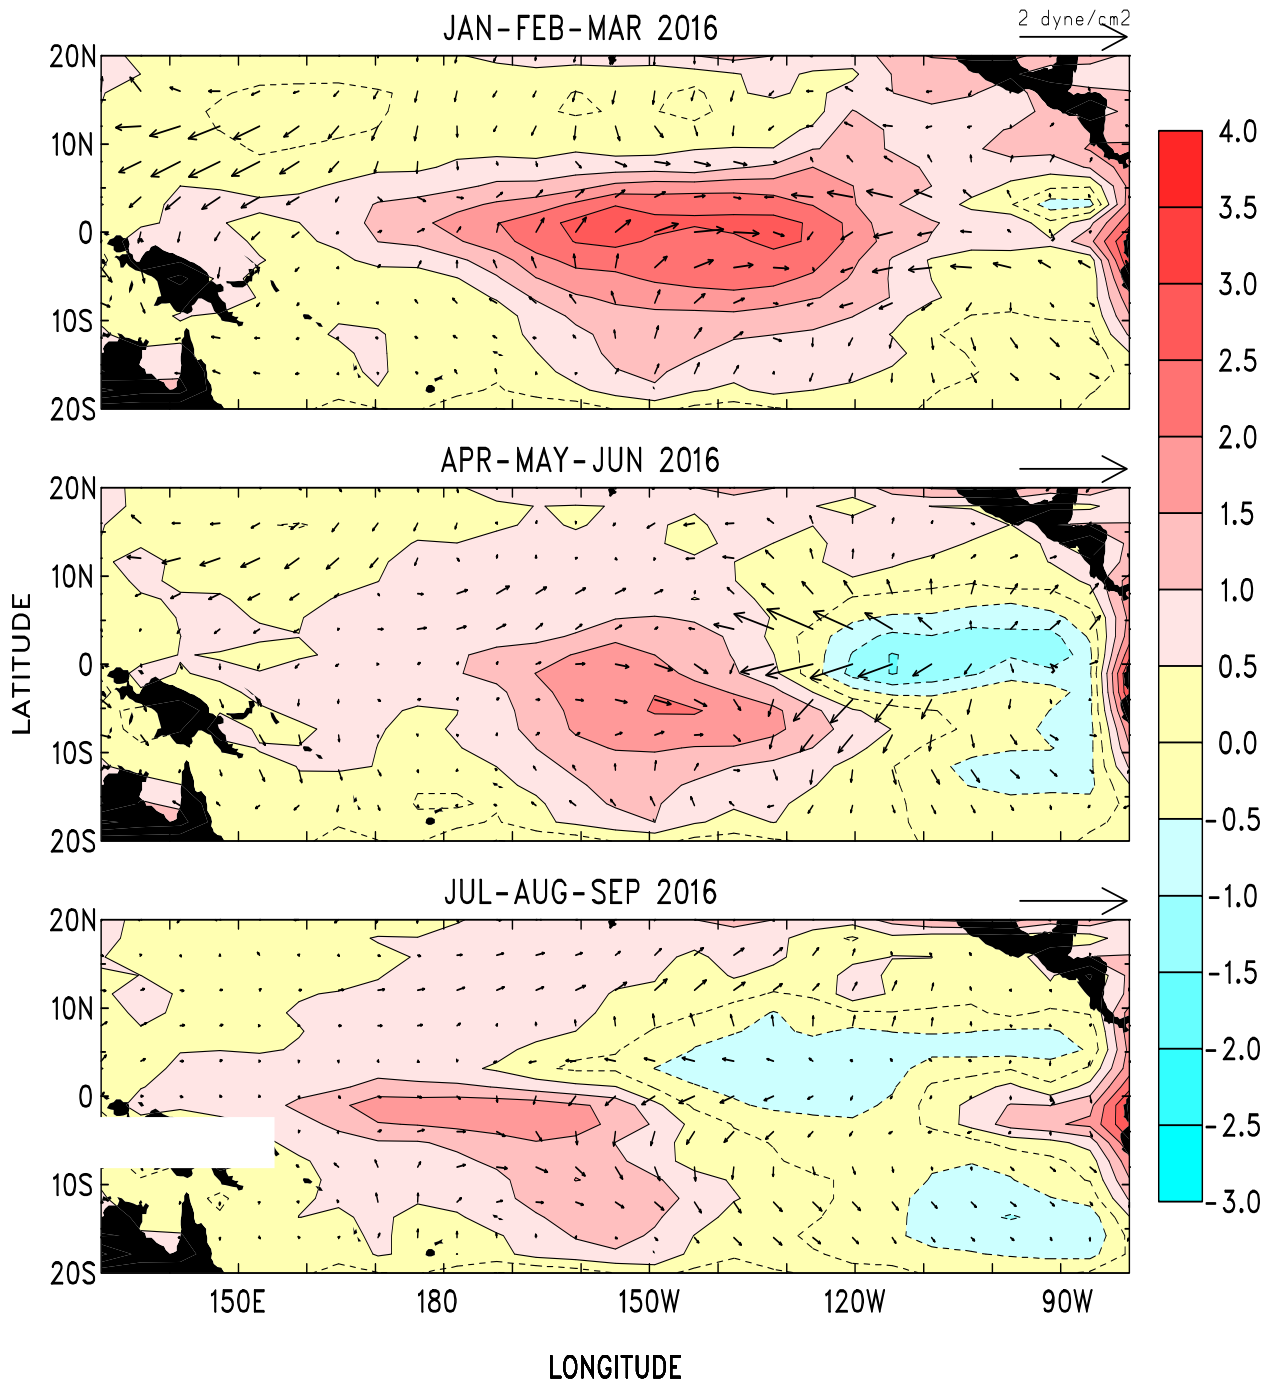 JAN-FEB-MAR 2016
2 dyne/cm2
20N
10N
0
10S
20S
APR-MAY-JUN 2016
20N
10N
0
10S
20S
LATITUDE
JUL-AUG-SEP 2016
20N
10N
0
10S
20S
150E
180
150W
120W
90W
LONGITUDE
4.0
3.5
3.0
2.5
2.0
1.5
1.0
0.5
0.0
-0.5
-1.0
-1.5
-2.0
-2.5
-3.0